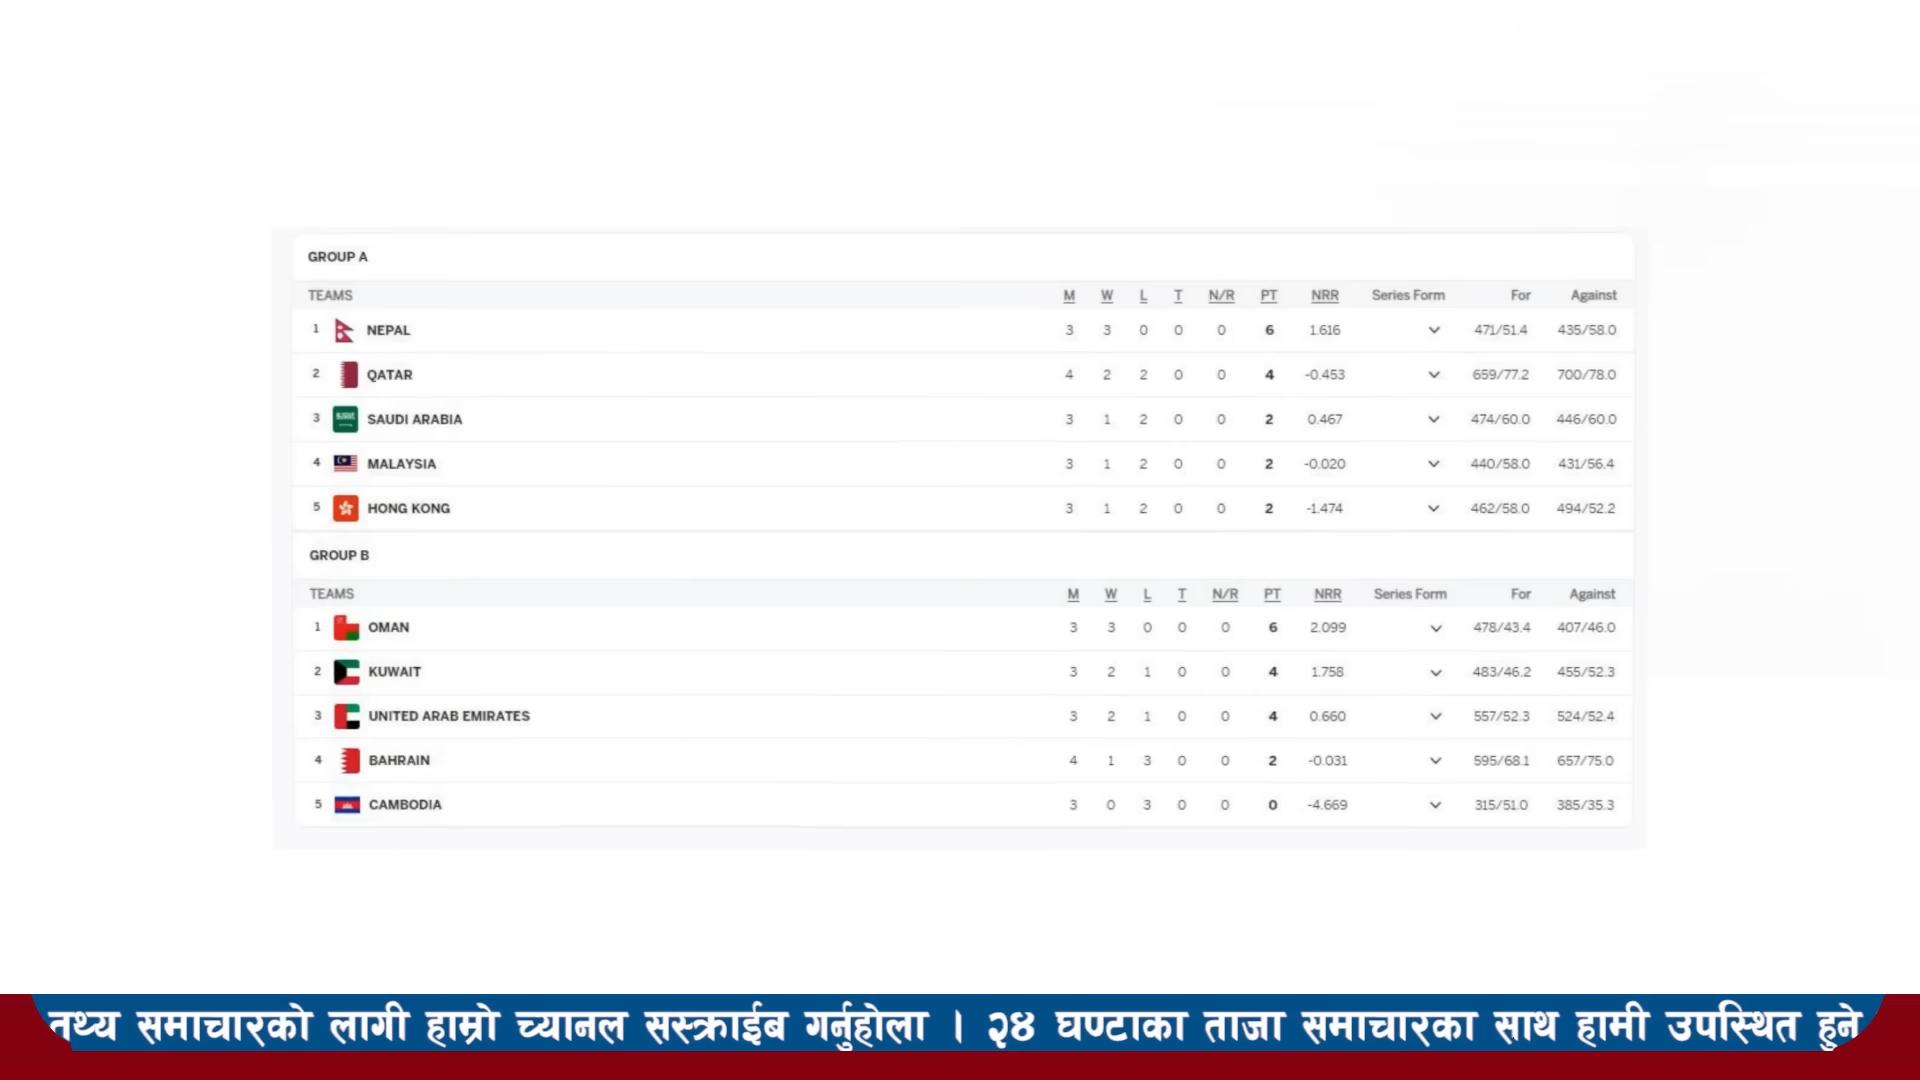 GROUP A
TEAMS M W L T N/R PT NRR Series Form For Against
1 NEPAL 3 3 0 0 0 6 1.616 471/51.4 435/58.0
2 QATAR 4 2 2 0 0 4 -0.453 659/77.2 700/78.0
3 SAUDI ARABIA 3 1 2 0 0 2 0.467 474/60.0 446/60.0
4 MALAYSIA 3 1 2 0 0 2 -0.020 440/58.0 431/56.4
5 HONG KONG 3 1 2 0 0 2 -1.474 462/58.0 494/52.2
GROUP B
TEAMS M W L T N/R PT NRR Series Form For Against
1 OMAN 3 3 0 0 0 6 2.099 478/43.4 407/46.0
2 KUWAIT 3 2 1 0 0 4 1.758 483/46.2 455/52.3
3 UNITED ARAB EMIRATES 3 2 1 0 0 4 0.660 557/52.3 524/52.4
4 BAHRAIN 4 1 3 0 0 2 -0.031 595/68.1 657/75.0
5 CAMBODIA 3 0 3 0 0 0 -4.669 315/51.0 385/35.3
तथ्य समाचारको लागी हाम्रो च्यानल सस्क्राईब गर्नुहोला । २४ घण्टाका ताजा समाचारका साथ हामी उपस्थित हुने